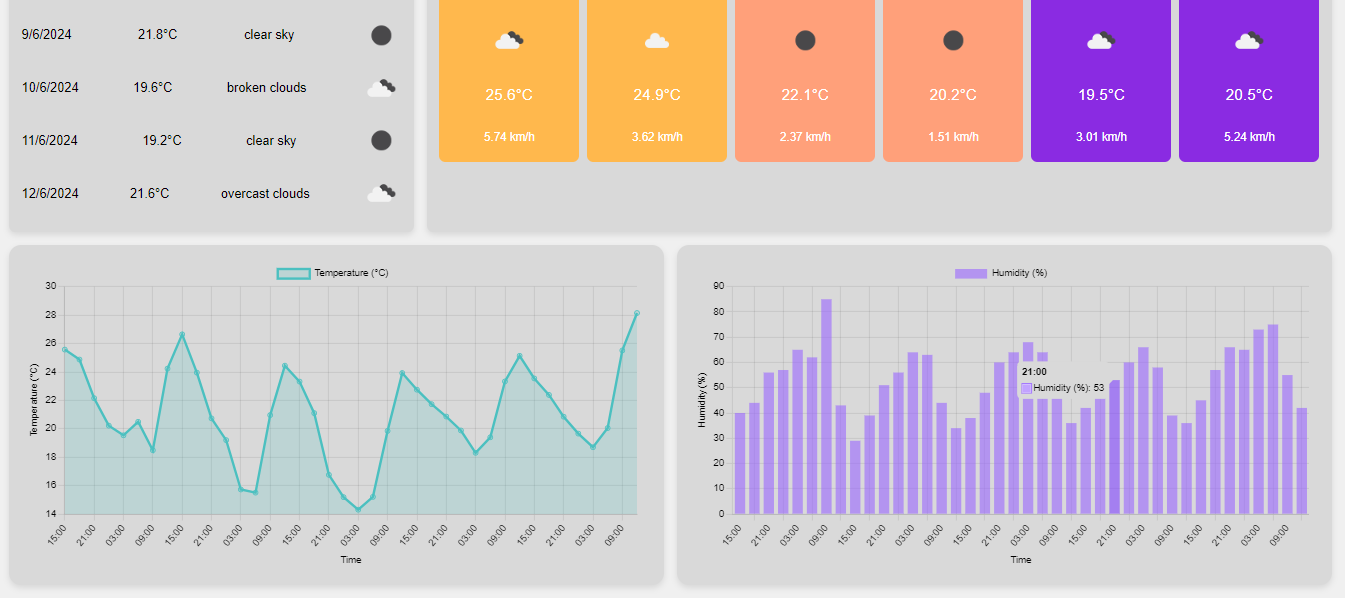 9/6/2024 21.8°C clear sky
10/6/2024 19.6°C broken clouds
11/6/2024 19.2°C clear sky
12/6/2024 21.6°C overcast clouds
25.6°C 24.9°C 22.1°C 20.2°C 19.5°C 20.5°C
5.74 km/h 3.62 km/h 2.37 km/h 1.51 km/h 3.01 km/h 5.24 km/h
Temperature (°C)
30
28
26
24
22
20
18
16
14
Temperature (°C)
15:00 21:00 03:00 09:00 15:00 21:00 03:00 09:00 15:00 21:00 03:00 09:00 15:00 21:00 03:00 09:00 15:00 21:00 03:00 09:00
Time
Humidity (%)
90
80
70
60
50
40
30
20
10
0
Humidity (%)
21:00
Humidity (%): 53
15:00 21:00 03:00 09:00 15:00 21:00 03:00 09:00 15:00 21:00 03:00 09:00 15:00 21:00 03:00 09:00 15:00 21:00 03:00 09:00
Time